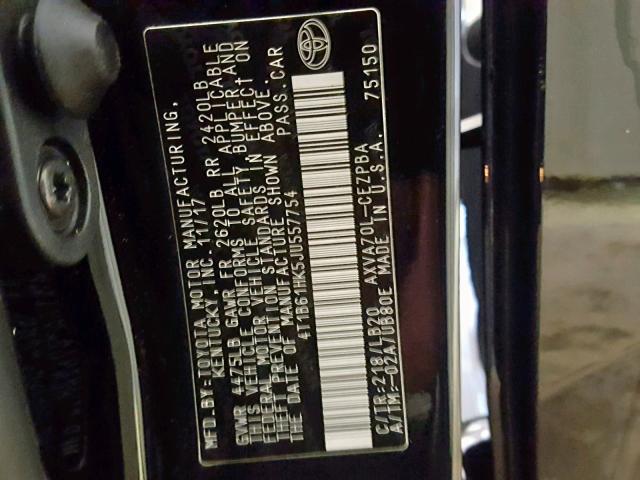 MFD.BY:TOYOTA MOTOR MANUFACTURING,
KENTUCKY, INC. 11/17
GVWR 4475LB GAWR FR 2620LB RR 2420LB
THIS VEHICLE CONFORMS TO ALL APPLICABLE
FEDERAL MOTOR VEHICLE SAFETY, BUMPER AND
THEFT PREVENTION STANDARDS IN EFFECT ON
THE DATE OF MANUFACTURE SHOWN ABOVE.
4T1B61HK5JU557754 PASS.CAR
C/TR:218/LB20 AXVA70L-CEZPBA
A/TM:-02A/UB80E MADE IN U.S.A. 75150